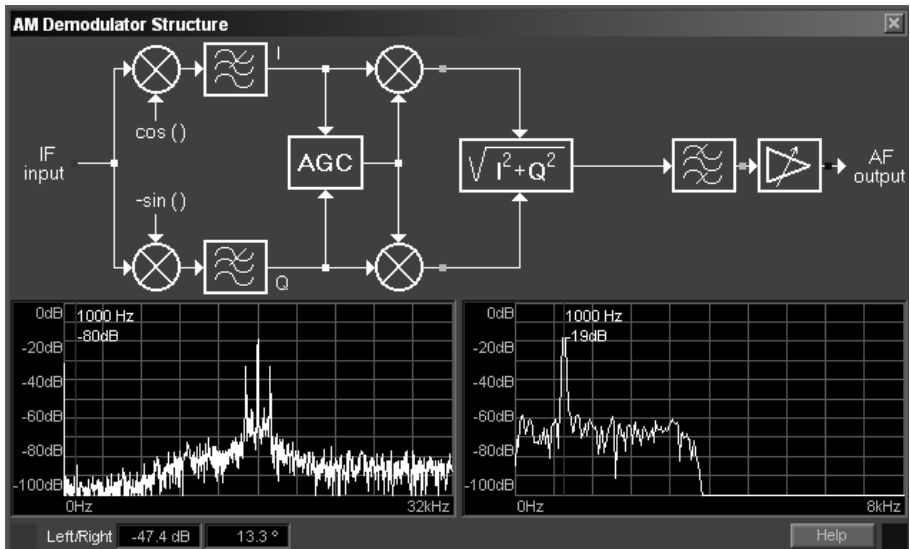 AM Demodulator Structure
I
cos ()
IF
input
AGC
√I²+Q²
AF
output
-sin ()
Q
0dB
-20dB
-40dB
-60dB
-80dB
-100dB
1000 Hz
-80dB
0Hz
32kHz
0dB
-20dB
-40dB
-60dB
-80dB
-100dB
1000 Hz
-19dB
0Hz
8kHz
Left/Right
-47.4 dB
13.3 °
Help